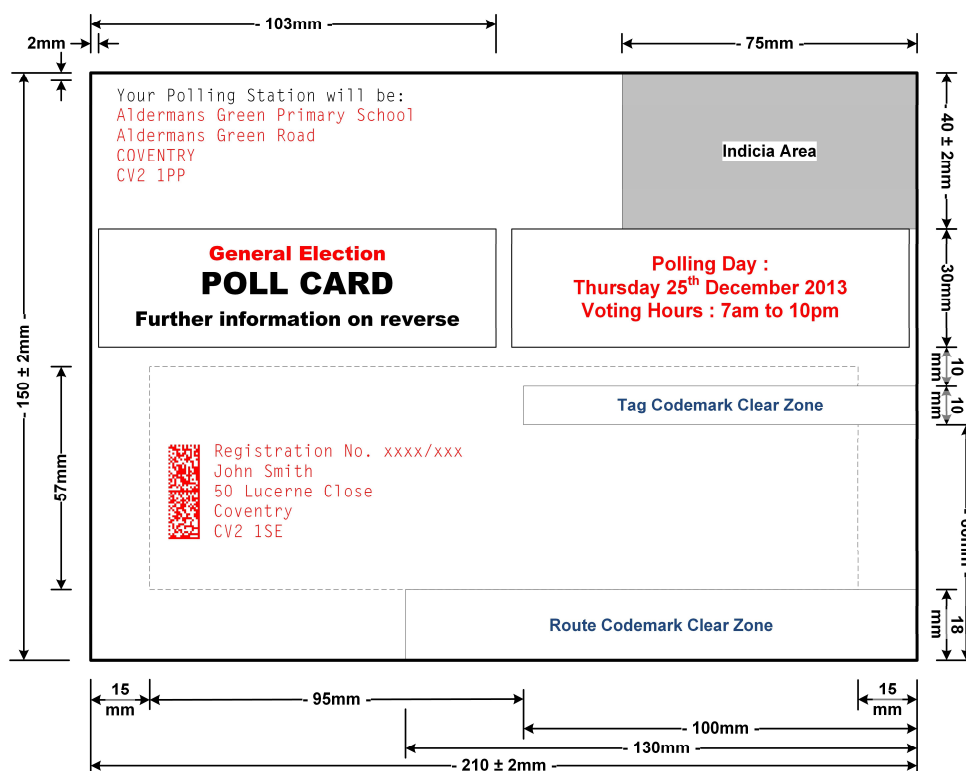 - 103mm -
2mm
- 75mm-
Your Polling Station will be:
Aldermans Green Primary School
Aldermans Green Road
COVENTRY
CV2 1PP
Indicia Area
- 40 ± 2mm -
General Election
POLL CARD
Further information on reverse
Polling Day :
Thursday 25th December 2013
Voting Hours : 7am to 10pm
30mm
- 150 ± 2mm -
10
mm
10
mm
Tag Codemark Clear Zone
57mm-
Registration No. xxxx/xxx
John Smith
50 Lucerne Close
Coventry
CV2 1SE
Route Codemark Clear Zone
18
mm
15
mm
- 95mm -
15
mm
- 100mm -
- 130mm -
- 210 ± 2mm -